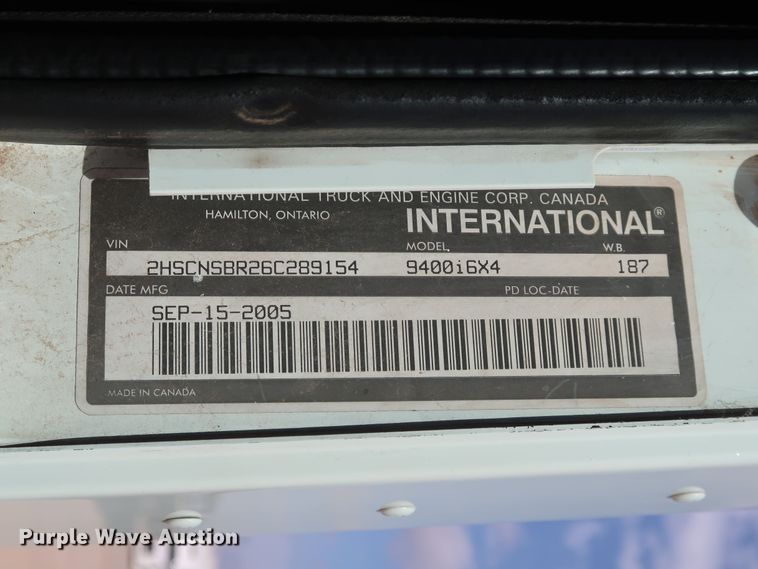 INTERNATIONAL TRUCK AND ENGINE CORP. CANADA
HAMILTON, ONTARIO
INTERNATIONAL®
VIN MODEL W.B.
2HSCNSBR26C289154 9400i6X4 187
DATE MFG PD LOC-DATE
SEP-15-2005
MADE IN CANADA
Purple Wave Auction